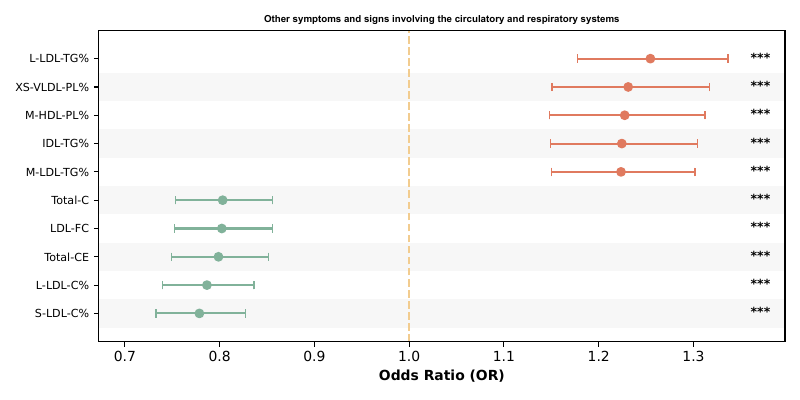 Other symptoms and signs involving the circulatory and respiratory systems
L-LDL-TG% ***
XS-VLDL-PL% ***
M-HDL-PL% ***
IDL-TG% ***
M-LDL-TG% ***
Total-C ***
LDL-FC ***
Total-CE ***
L-LDL-C% ***
S-LDL-C% ***
0.7 0.8 0.9 1.0 1.1 1.2 1.3
Odds Ratio (OR)